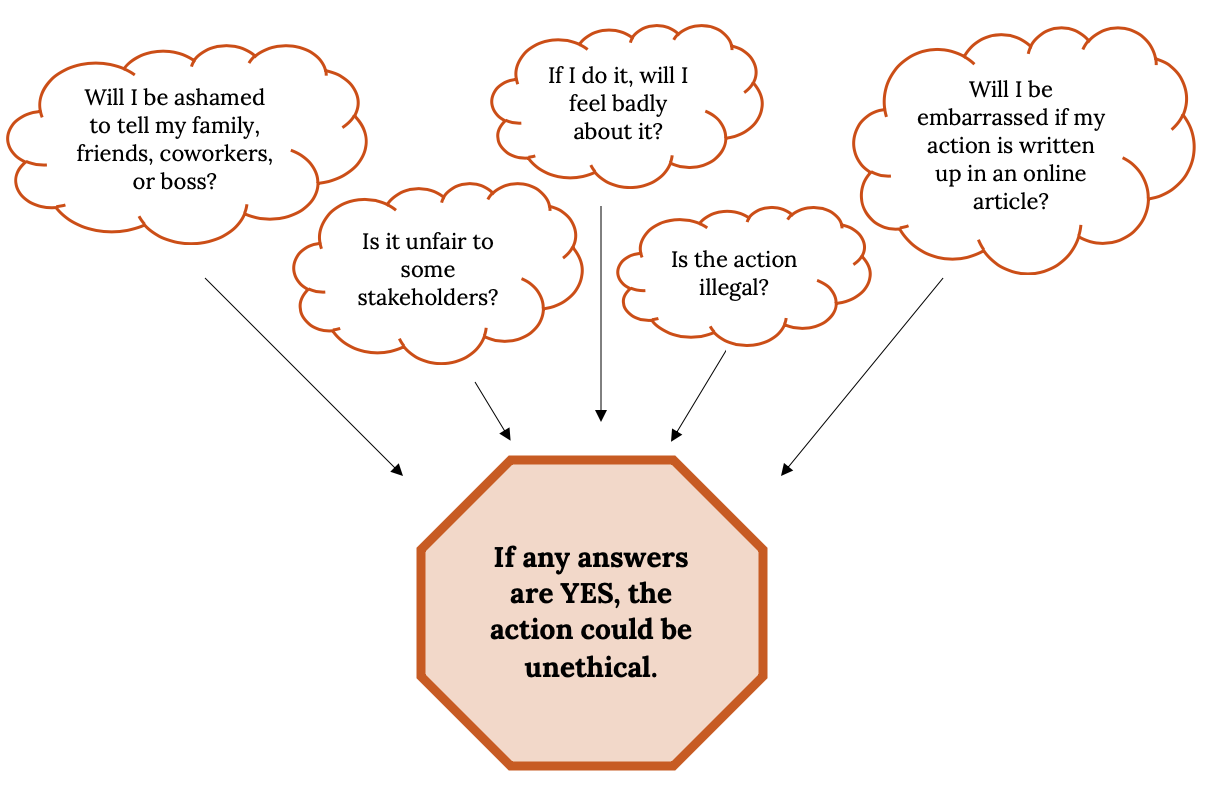 Will I be ashamed
to tell my family,
friends, coworkers,
or boss?
If I do it, will I
feel badly
about it?
Will I be
embarrassed if my
action is written
up in an online
article?
Is it unfair to
some
stakeholders?
Is the action
illegal?
If any answers
are YES, the
action could be
unethical.